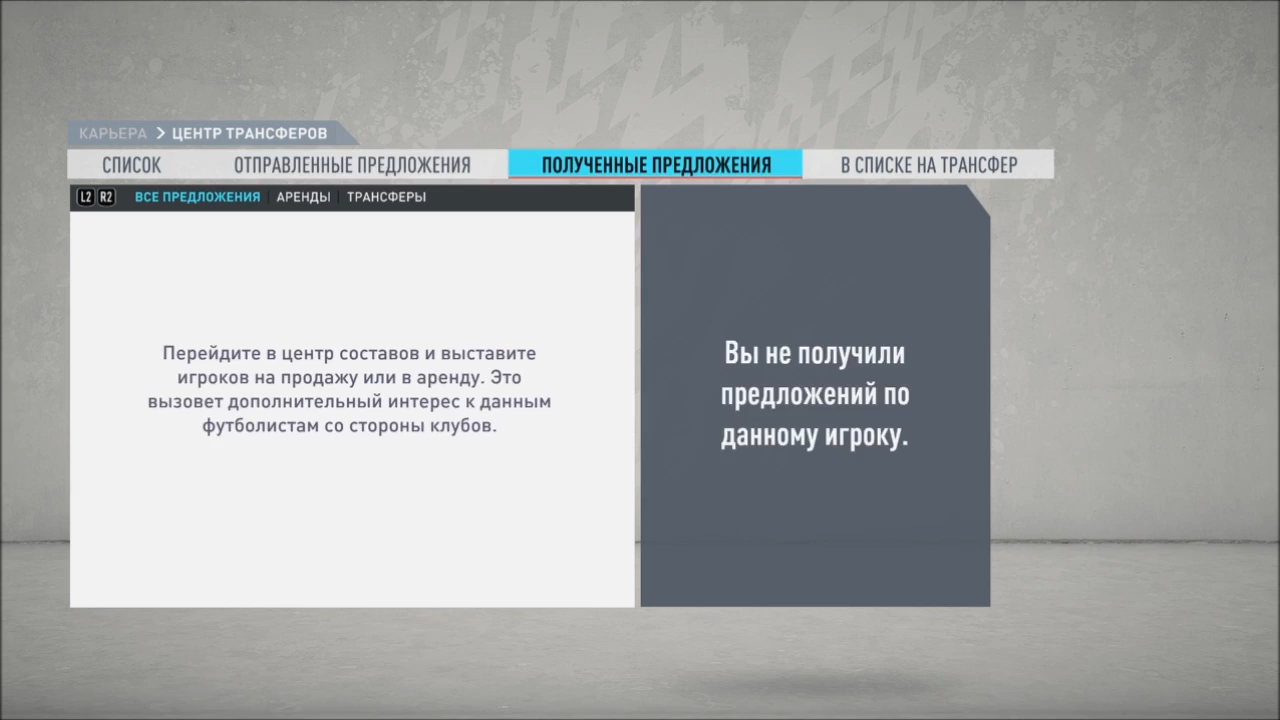 КАРЬЕРА > ЦЕНТР ТРАНСФЕРОВ
СПИСОК ОТПРАВЛЕННЫЕ ПРЕДЛОЖЕНИЯ ПОЛУЧЕННЫЕ ПРЕДЛОЖЕНИЯ В СПИСКЕ НА ТРАНСФЕР
L2 R2 ВСЕ ПРЕДЛОЖЕНИЯ АРЕНДЫ ТРАНСФЕРЫ
Перейдите в центр составов и выставите
игроков на продажу или в аренду. Это
вызовет дополнительный интерес к данным
футболистам со стороны клубов.
Вы не получили
предложений по
данному игроку.